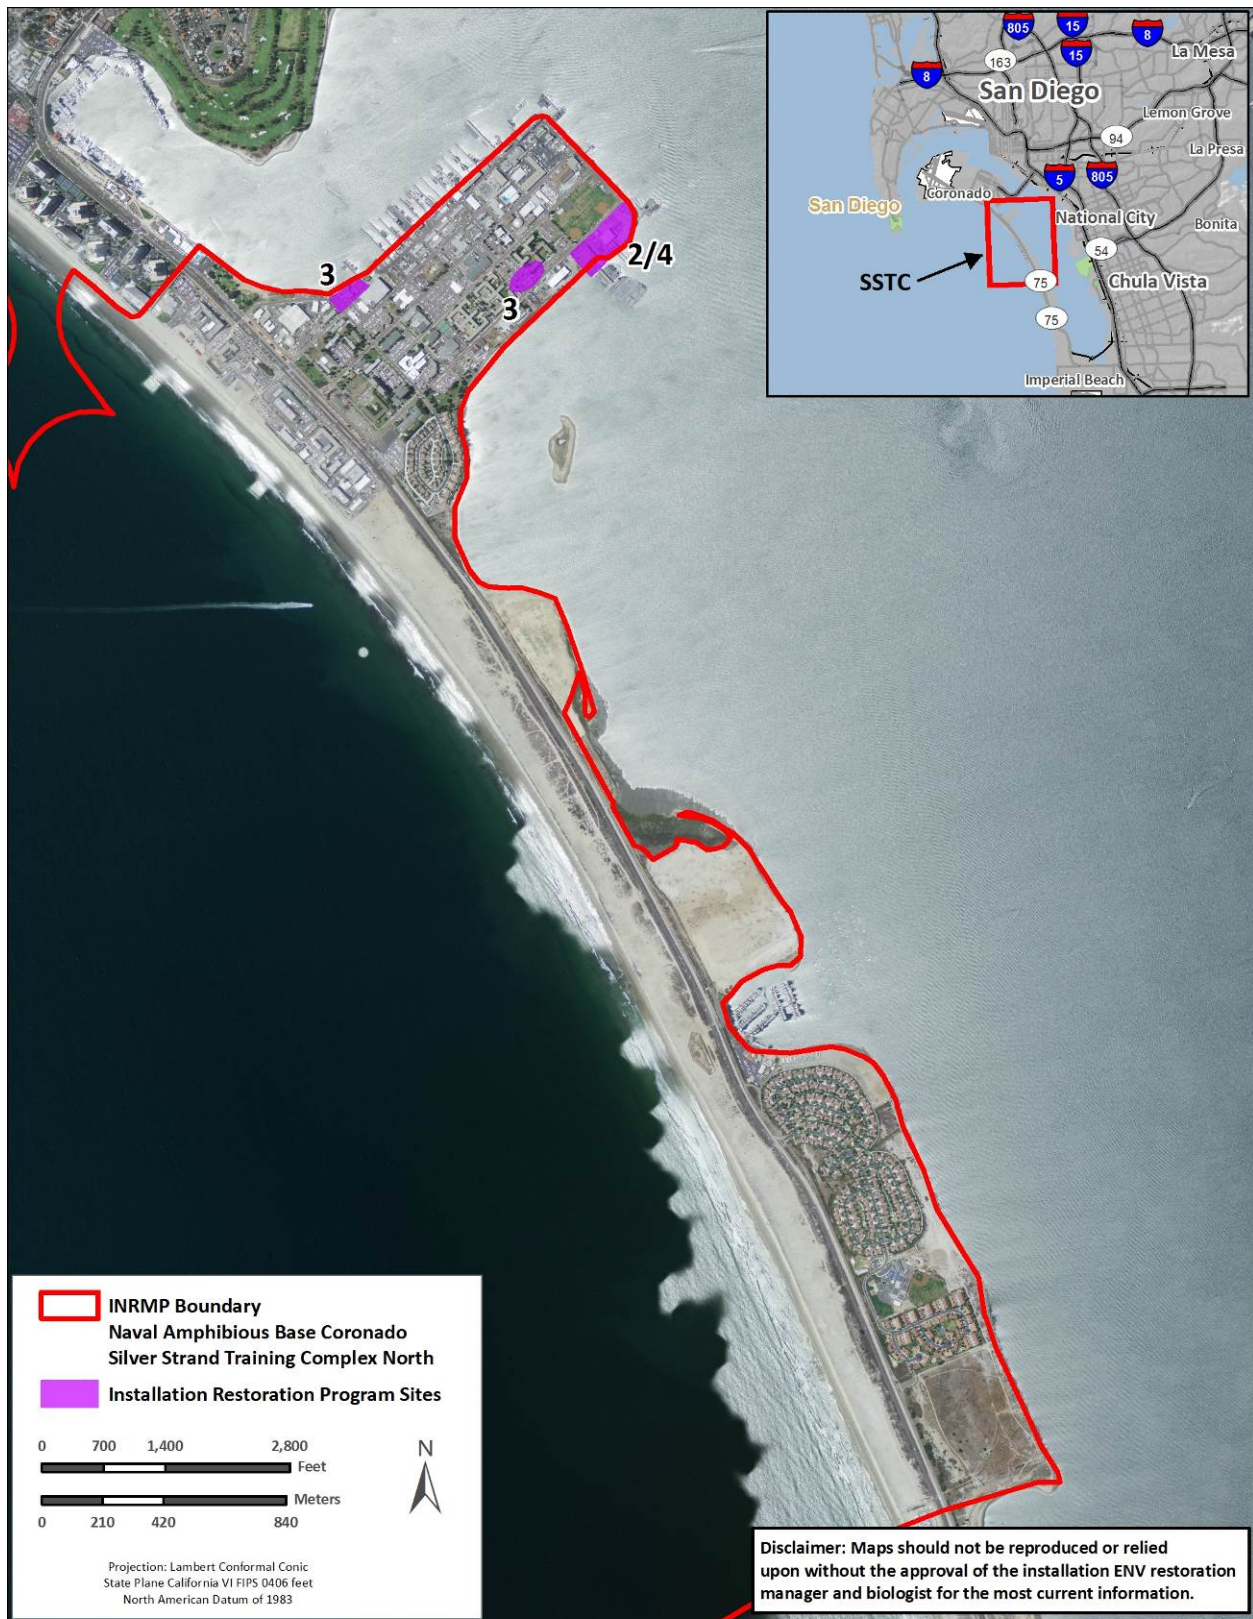 805
15
8
La Mesa
163
15
8
San Diego
Lemon Grove
94
La Presa
5
805
Coronado
San Diego
National City
Bonita
54
SSTC
75
Chula Vista
75
Imperial Beach
3
2/4
3
INRMP Boundary
Naval Amphibious Base Coronado
Silver Strand Training Complex North
Installation Restoration Program Sites
0 700 1,400 2,800
Feet
Meters
0 210 420 840
N
Projection: Lambert Conformal Conic
State Plane California VI FIPS 0406 feet
North American Datum of 1983
Disclaimer: Maps should not be reproduced or relied
upon without the approval of the installation ENV restoration
manager and biologist for the most current information.